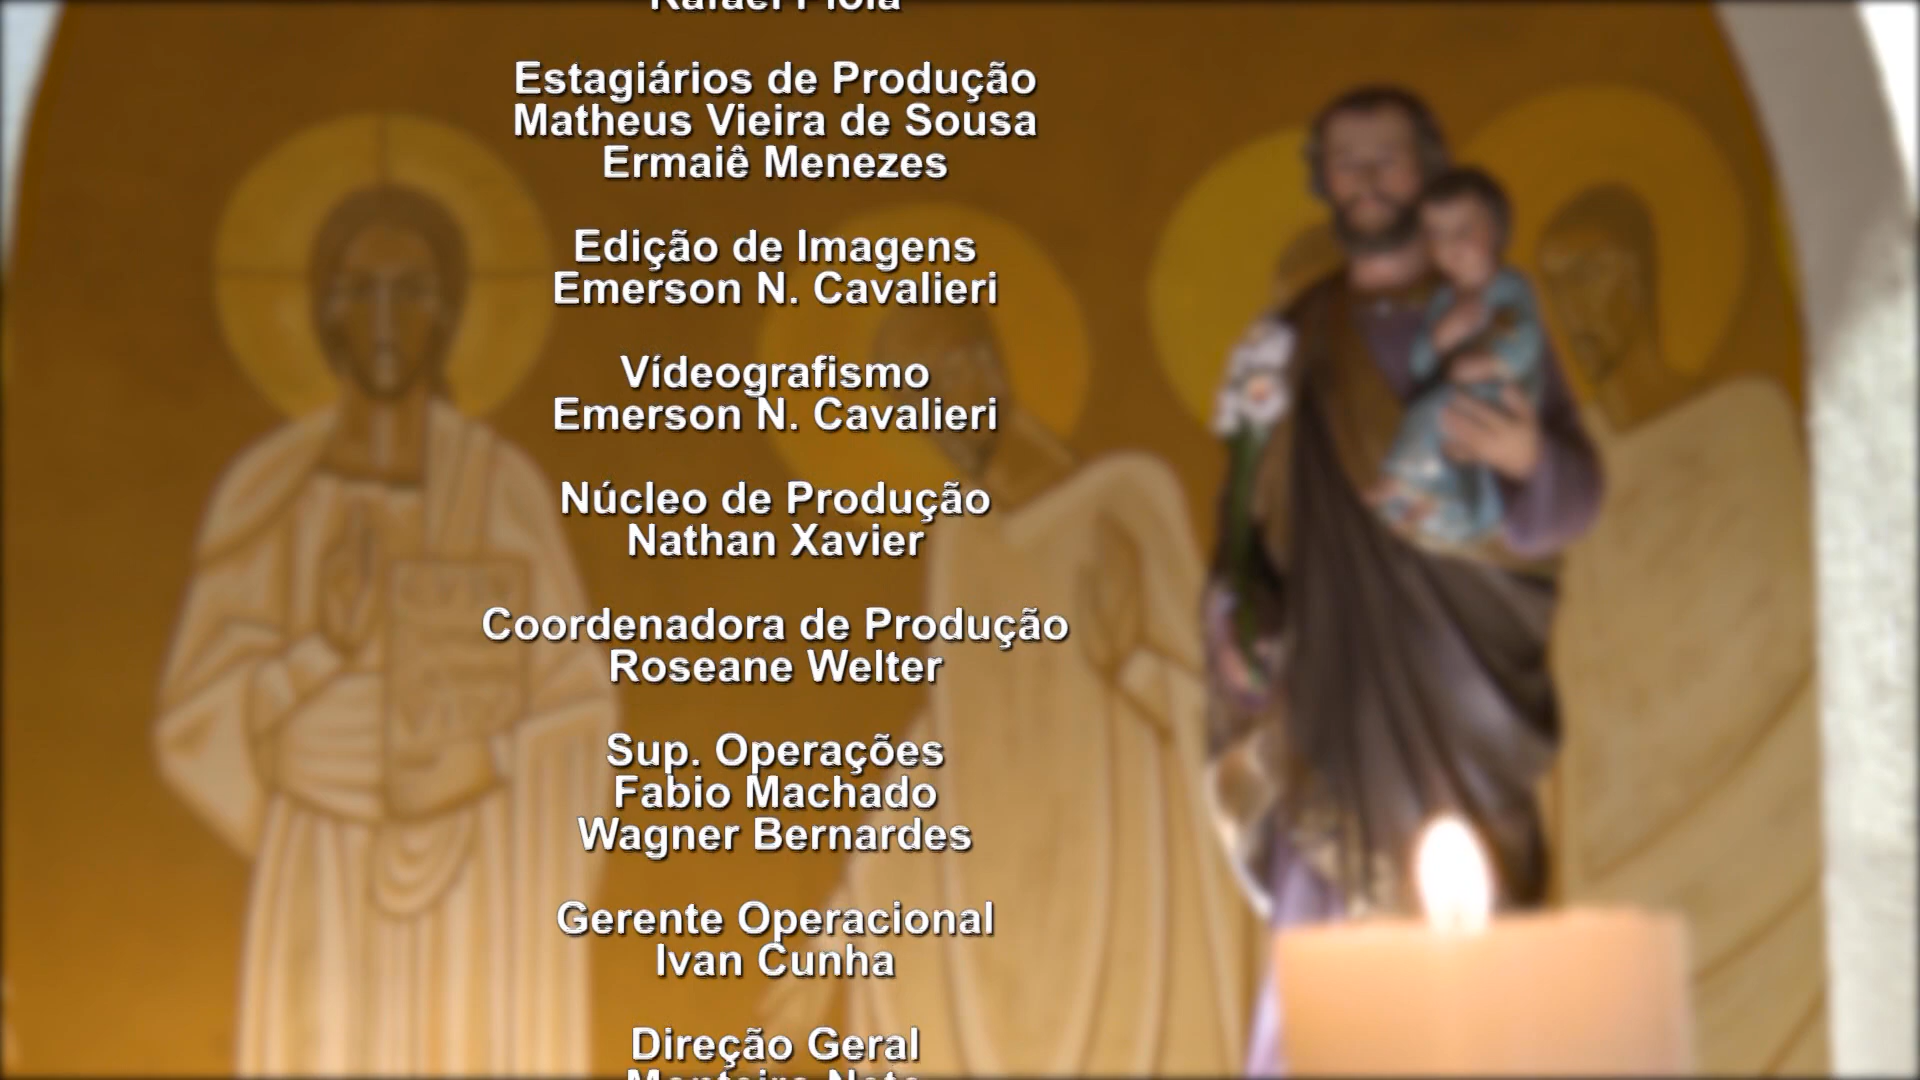 Estagiários de Produção
Matheus Vieira de Sousa
Ermaiê Menezes
Edição de Imagens
Emerson N. Cavalieri
Vídeografismo
Emerson N. Cavalieri
Núcleo de Produção
Nathan Xavier
Coordenadora de Produção
Roseane Welter
Sup. Operações
Fabio Machado
Wagner Bernardes
Gerente Operacional
Ivan Cunha
Direção Geral